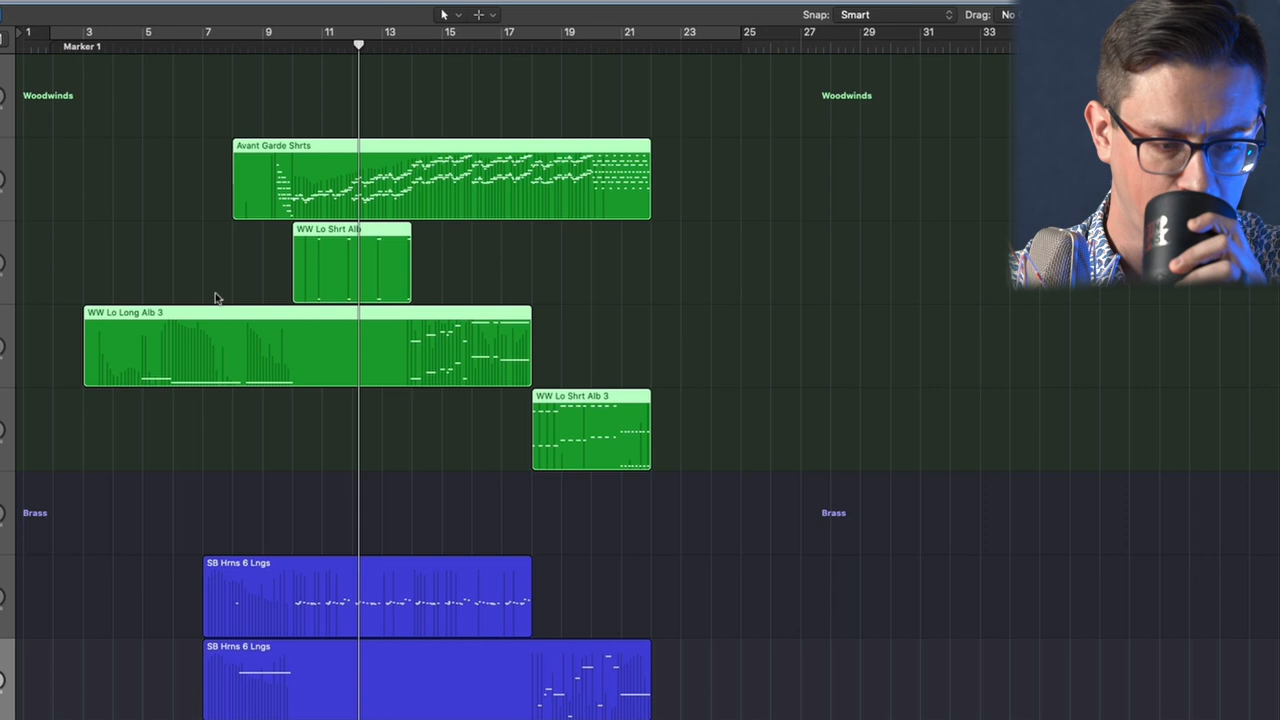 Snap: Smart Drag: No
1 3 5 7 9 11 13 15 17 19 21 23 25 27 29 31 33
Marker 1
Woodwinds Woodwinds
Avant Garde Shrts
WW Lo Shrt Alb
WW Lo Long Alb 3
WW Lo Shrt Alb 3
Brass Brass
SB Hrns 6 Lngs
SB Hrns 6 Lngs